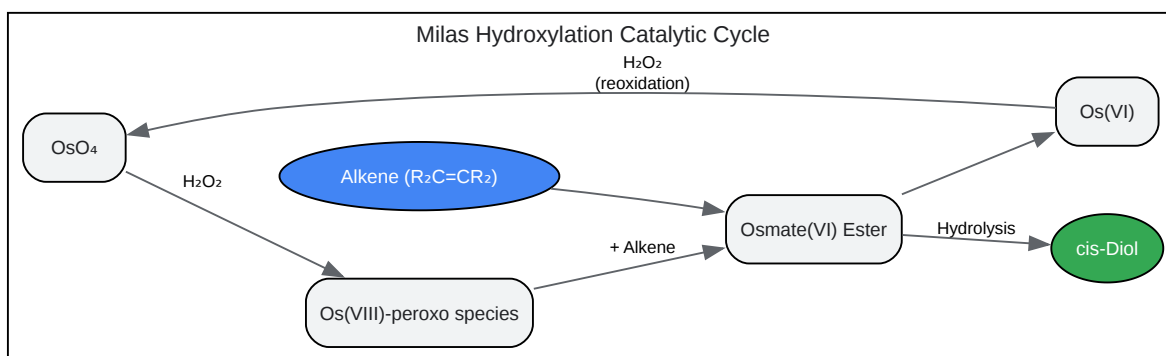 Milas Hydroxylation Catalytic Cycle
H₂O₂
(reoxidation)
Os(VI)
OsO₄
H₂O₂
Alkene (R₂C=CR₂)
Osmate(VI) Ester
+ Alkene
Hydrolysis
cis-Diol
Os(VIII)-peroxo species